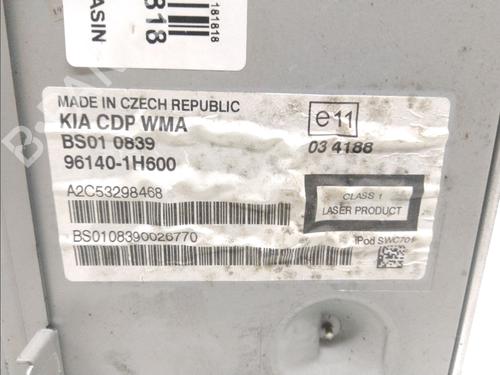 181818
818
ASIN
MADE IN CZECH REPUBLIC
KIA CDP WMA
BS01 0839
96140-1H600
e11
03 4188
A2C53298468
CLASS 1
LASER PRODUCT
BS0108390026770
iPod SWC701